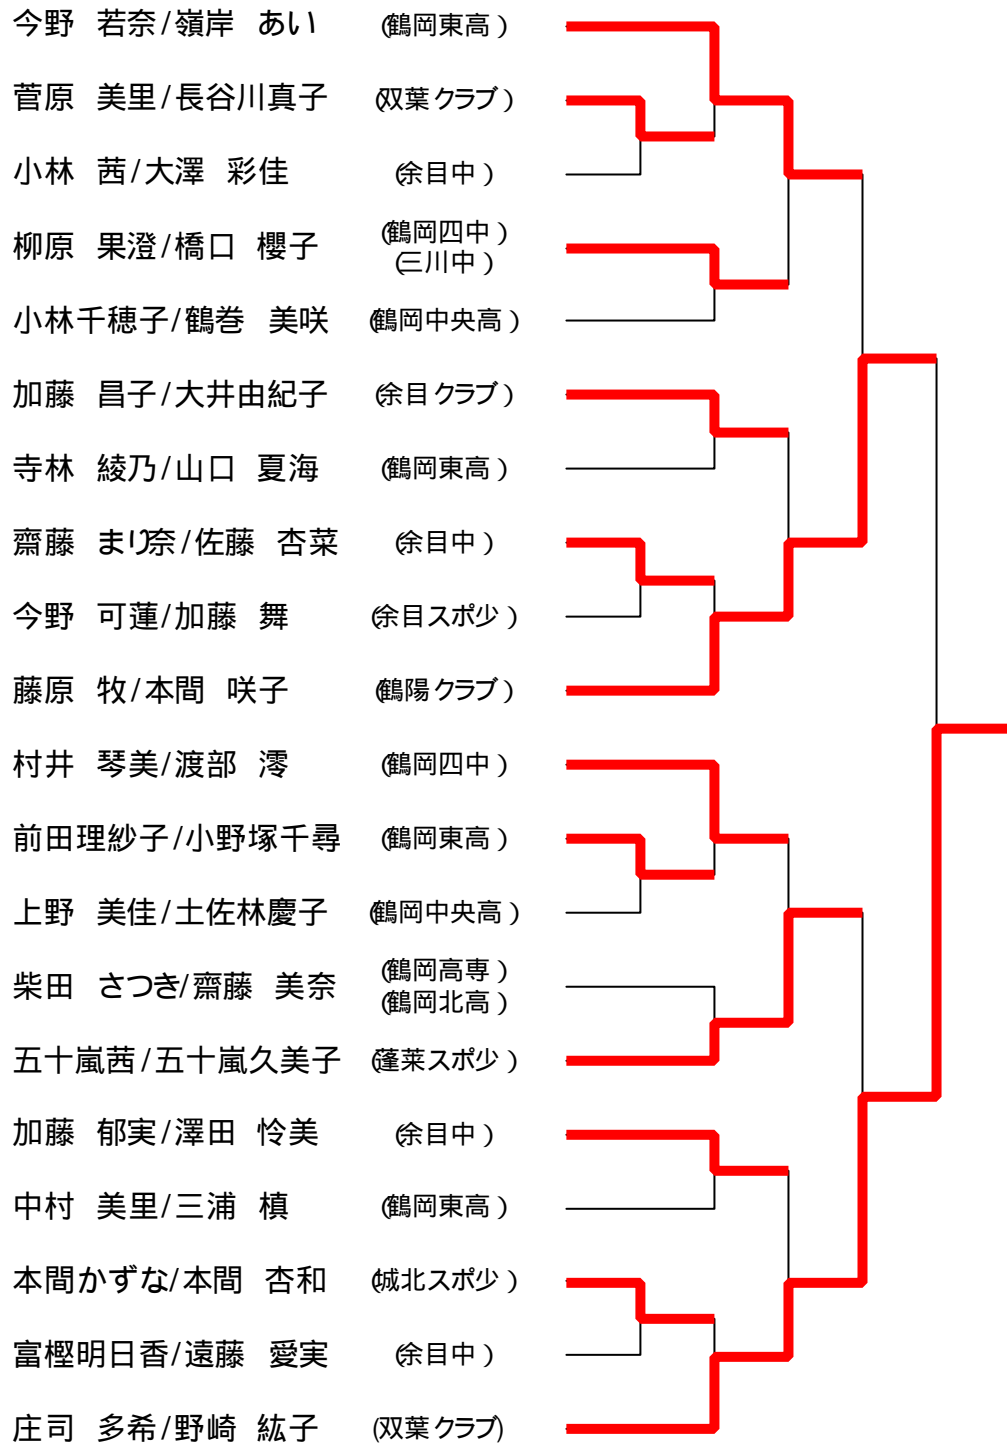 今野 若奈/嶺岸 あい (鶴岡東高)
菅原 美里/長谷川真子 (双葉クラブ)
小林 茜/大澤 彩佳 (余目中)
柳原 果澄/橋口 櫻子 (鶴岡四中)
(三川中)
小林千穂子/鶴巻 美咲 (鶴岡中央高)
加藤 昌子/大井由紀子 (余目クラブ)
寺林 綾乃/山口 夏海 (鶴岡東高)
齋藤 まり奈/佐藤 杏菜 (余目中)
今野 可蓮/加藤 舞 (余目スポ少)
藤原 牧/本間 咲子 (鶴陽クラブ)
村井 琴美/渡部 澪 (鶴岡四中)
前田理紗子/小野塚千尋 (鶴岡東高)
上野 美佳/土佐林慶子 (鶴岡中央高)
柴田 さつき/齋藤 美奈 (鶴岡高専)
(鶴岡北高)
五十嵐茜/五十嵐久美子 (蓬莱スポ少)
加藤 郁実/澤田 怜美 (余目中)
中村 美里/三浦 槙 (鶴岡東高)
本間かずな/本間 杏和 (城北スポ少)
富樫明日香/遠藤 愛実 (余目中)
庄司 多希/野崎 紘子 (双葉クラブ)